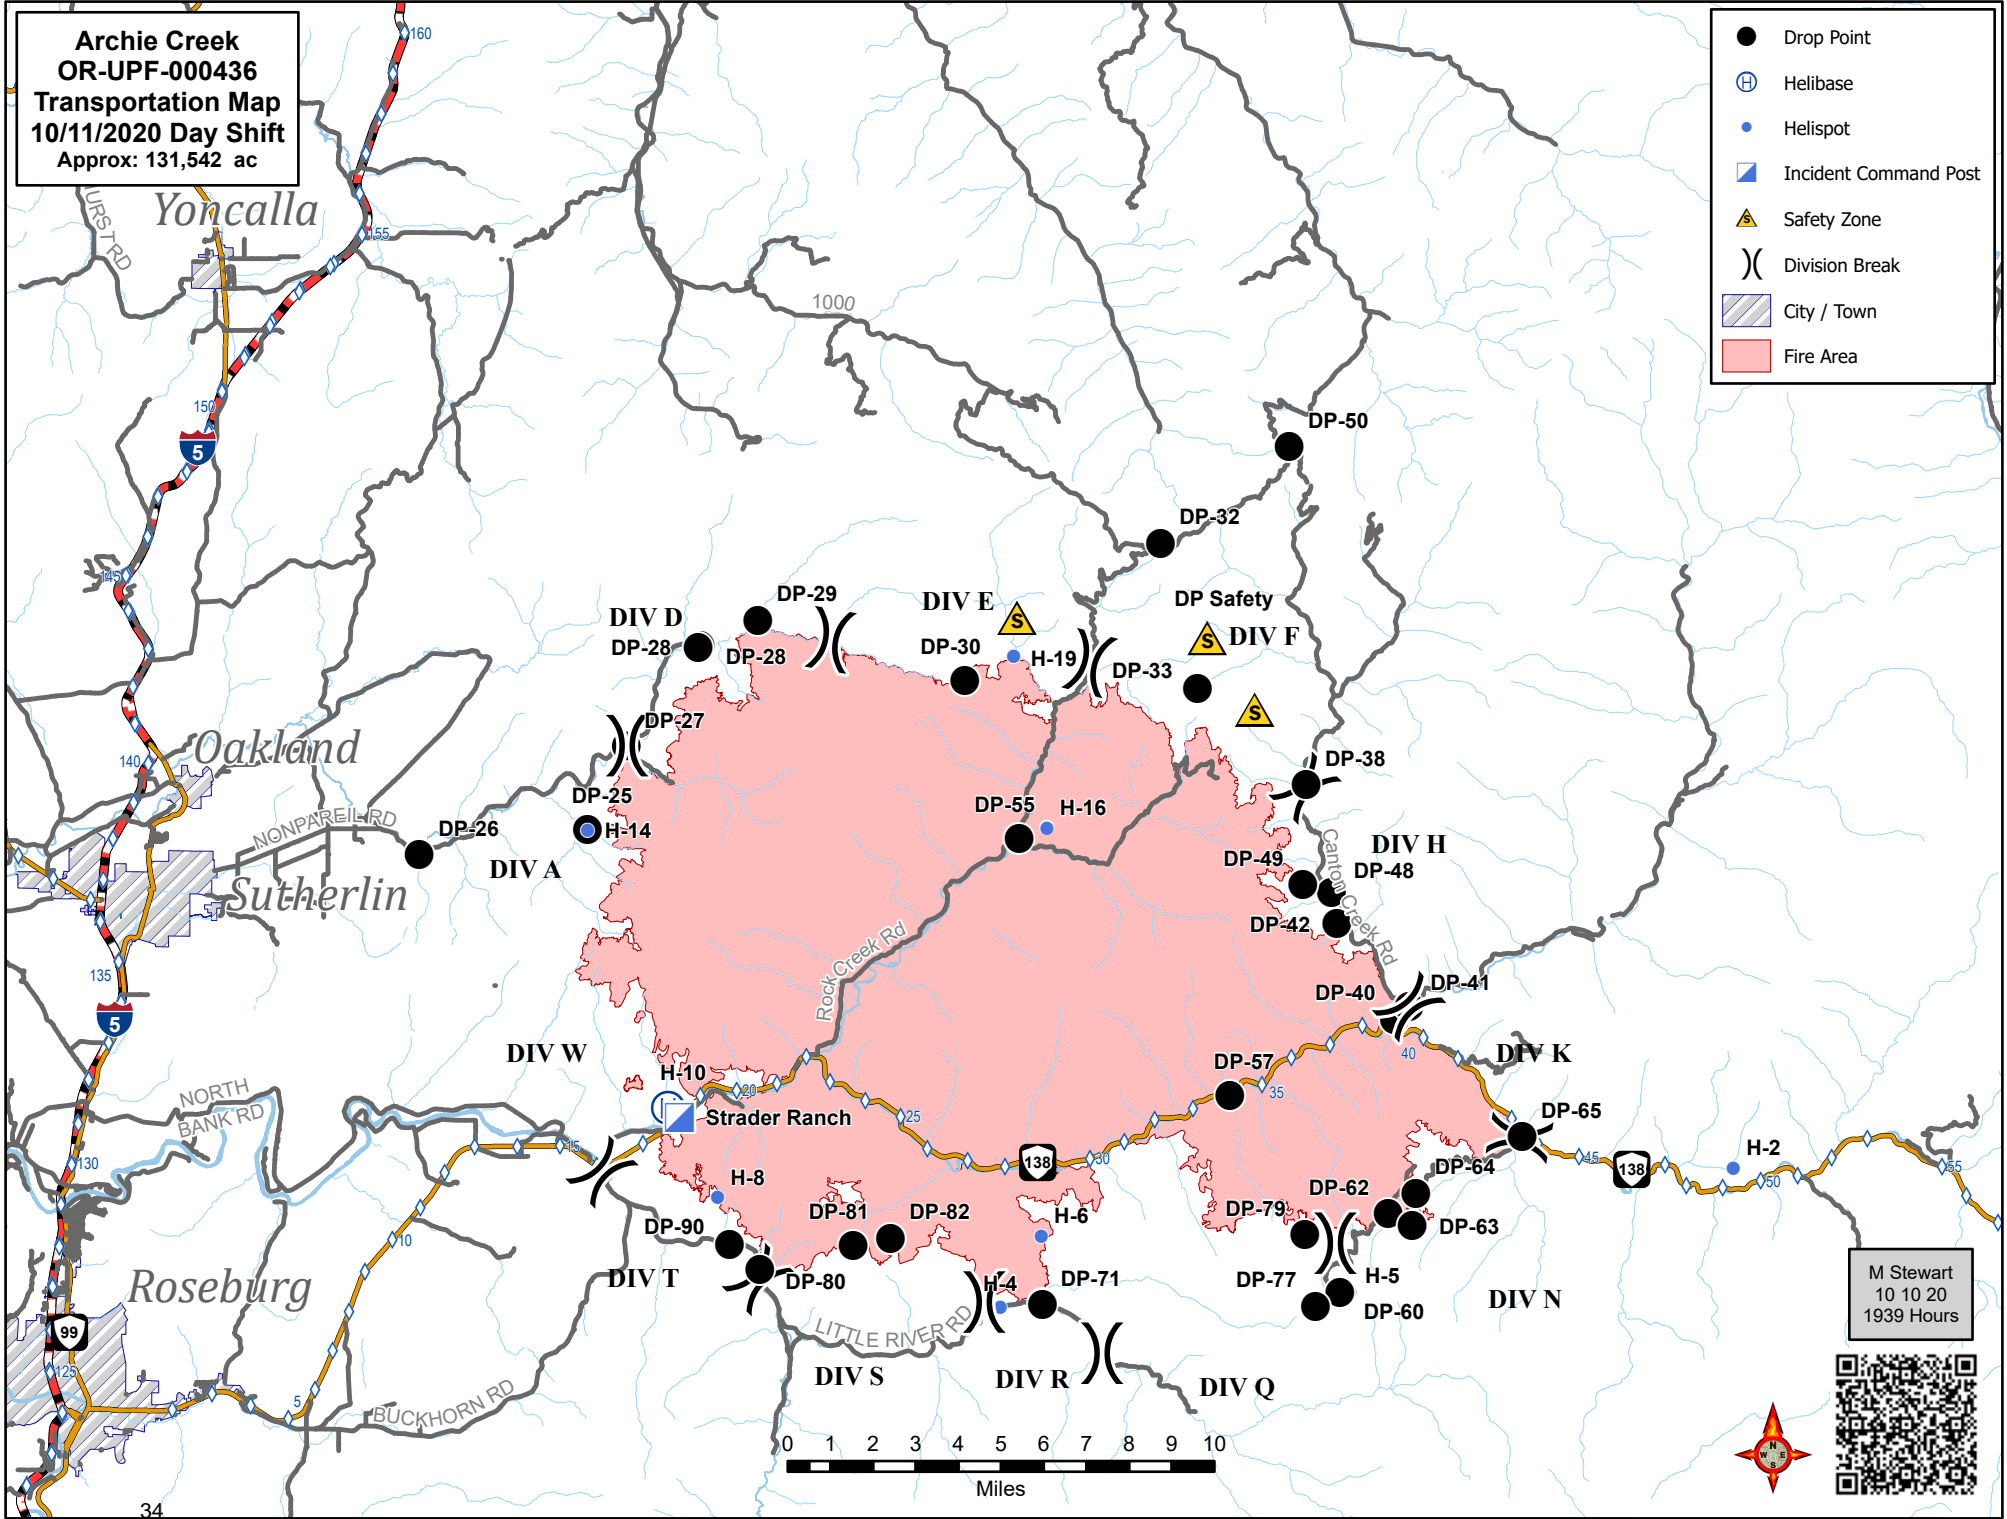 Archie Creek
OR-UPF-000436
Transportation Map
10/11/2020 Day Shift
Approx: 131,542 ac
Drop Point
Helibase
Helispot
Incident Command Post
Safety Zone
Division Break
City / Town
Fire Area
160
URST RD
Yoncalla
155
1000
150
5
DP-50
DP-32
145
DP-29
DIV E
DP Safety
DIV D
DIV F
DP-28
DP-28
DP-30
H-19
DP-33
DP-27
Oakland
140
DP-38
DP-25
DP-55
H-16
NONPAREIL RD
DP-26
H-14
DIV A
DIV H
DP-49
DP-48
Sutherlin
Canton Creek Rd
DP-42
Rock Creek Rd
135
DP-40
DP-41
5
DIV W
40
DIV K
DP-57
H-10
20
35
NORTH
BANK RD
Strader Ranch
25
DP-65
15
H-2
130
138
30
45
138
50
55
DP-64
H-8
DP-62
DP-81
DP-82
H-6
DP-79
DP-63
10
DP-90
Roseburg
DIV T
DP-80
H-4
DP-71
DP-77
H-5
DP-60
DIV N
M Stewart
10 10 20
1939 Hours
99
LITTLE RIVER RD
125
DIV S
DIV R
DIV Q
5
BUCKHORN RD
0 1 2 3 4 5 6 7 8 9 10
Miles
N
W E
S
34
S
S
S
S
H